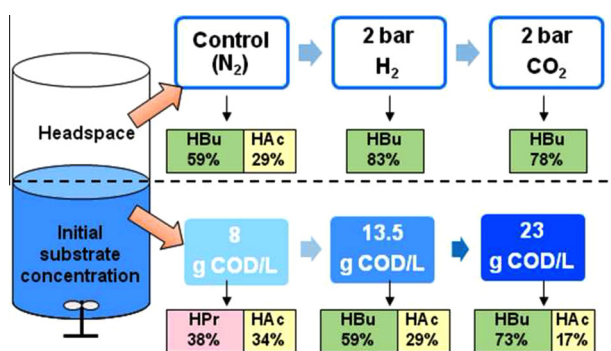 Control
(N2)
2 bar
H2
2 bar
CO2
Headspace
HBu
59%
HAc
29%
HBu
83%
HBu
78%
Initial
substrate
concentration
8
g COD/L
13.5
g COD/L
23
g COD/L
HPr
38%
HAc
34%
HBu
59%
HAc
29%
HBu
73%
HAc
17%